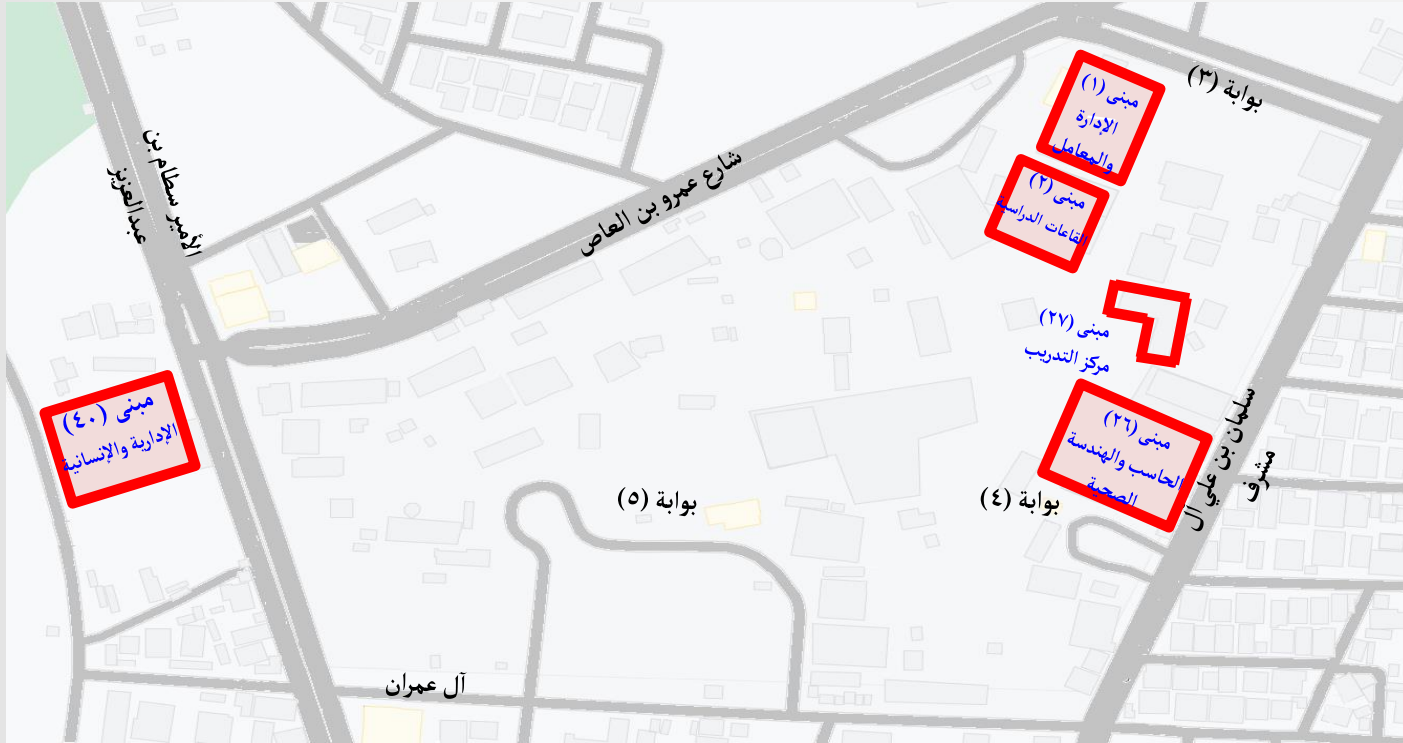 بوابة (٣)
مبنى (١)
الإدارة
والمعامل
مبنى (٢)
القاعات الدراسية
شارع عمرو بن العاص
الأمير سطام بن
عبدالعزيز
مبنى (٢٧)
مركز التدريب
مبنى (٤٠)
الإدارية والإنسانية
مبنى (٢٦)
الحاسب والهندسة
الصحية
سلمان بن علي ال
مشرف
بوابة (٤)
بوابة (٥)
آل عمران